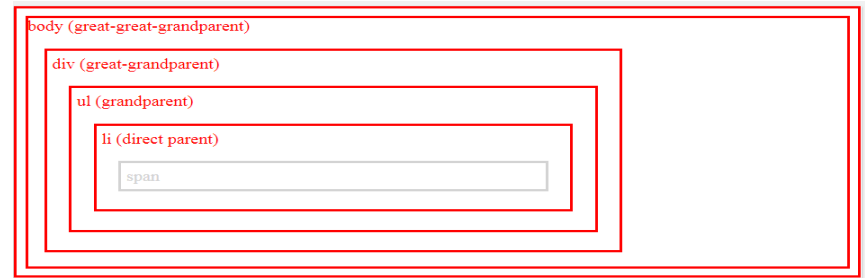 body (great-great-grandparent)
div (great-grandparent)
ul (grandparent)
li (direct parent)
span